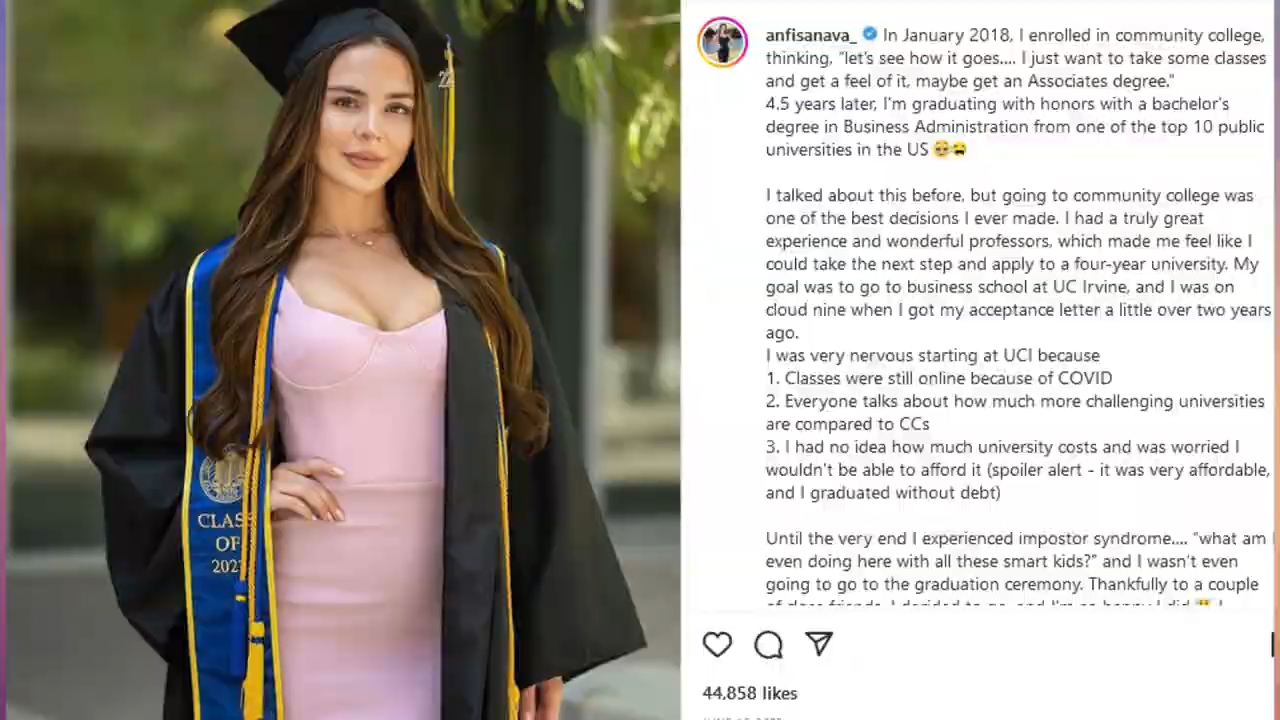 anfisanava_ In January 2018, I enrolled in community college,
thinking, "let's see how it goes.... I just want to take some classes
and get a feel of it, maybe get an Associates degree."
4.5 years later, I'm graduating with honors with a bachelor's
degree in Business Administration from one of the top 10 public
universities in the US 🥹😭
I talked about this before, but going to community college was
one of the best decisions I ever made. I had a truly great
experience and wonderful professors, which made me feel like I
could take the next step and apply to a four-year university. My
goal was to go to business school at UC Irvine, and I was on
cloud nine when I got my acceptance letter a little over two years
ago.
I was very nervous starting at UCI because
1. Classes were still online because of COVID
2. Everyone talks about how much more challenging universities
are compared to CCs
3. I had no idea how much university costs and was worried I
wouldn't be able to afford it (spoiler alert - it was very affordable,
and I graduated without debt)
Until the very end I experienced impostor syndrome.... "what am I
even doing here with all these smart kids?" and I wasn't even
going to go to the graduation ceremony. Thankfully to a couple
of class friends, I decided to go, and I'm so happy I did
44,858 likes
CLASS
OF